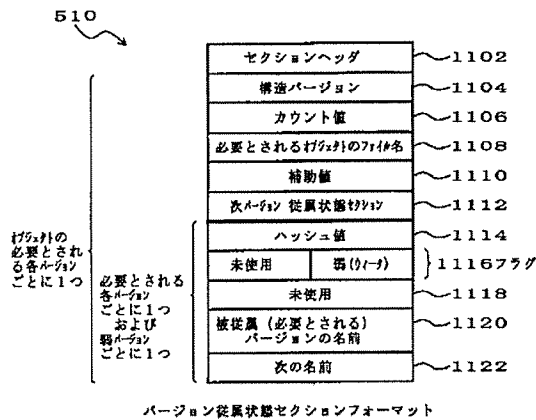 510
セクションヘッダ
1102
構造バージョン
1104
カウント値
1106
必要とされるオブジェクトのファイル名
1108
補助値
1110
次バージョン 従属状態セクション
1112
ハッシュ値
1114
未使用
弱(ウィーク)
1116フラグ
未使用
1118
被従属(必要とされる)
バージョンの名前
1120
次の名前
1122
オブジェクトの
必要とされ
る各バージョン
ごとに1つ
必要とされる
各バージョン
ごとに1つ
および
弱バージョン
ごとに1つ
バージョン従属状態セクションフォーマット